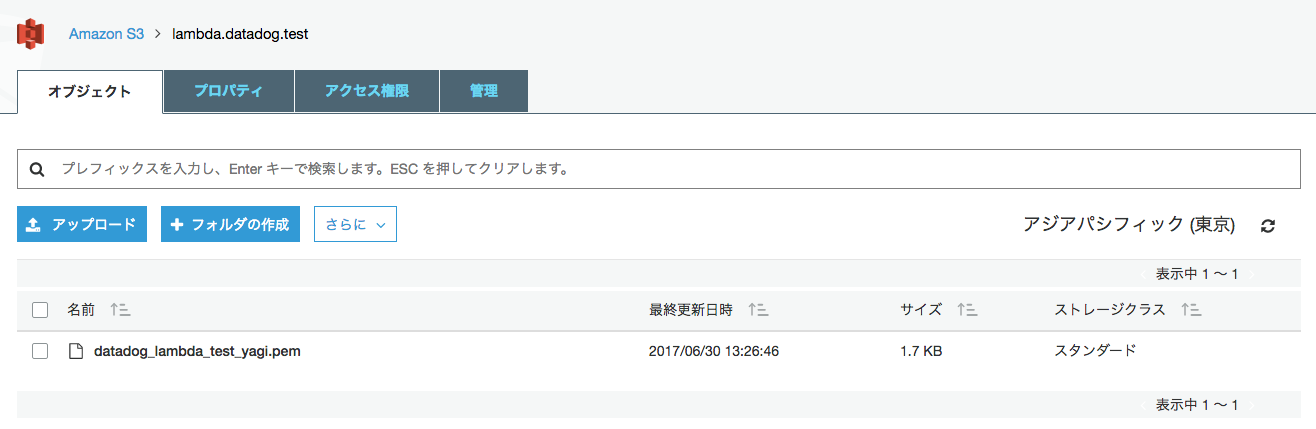 Amazon S3 > lambda.datadog.test
オブジェクト プロパティ アクセス権限 管理
プレフィックスを入力し、Enter キーで検索します。ESC を押してクリアします。
アップロード フォルダの作成 さらに アジアパシフィック (東京)
表示中 1 〜 1
名前 最終更新日時 サイズ ストレージクラス
datadog_lambda_test_yagi.pem 2017/06/30 13:26:46 1.7 KB スタンダード
表示中 1 〜 1